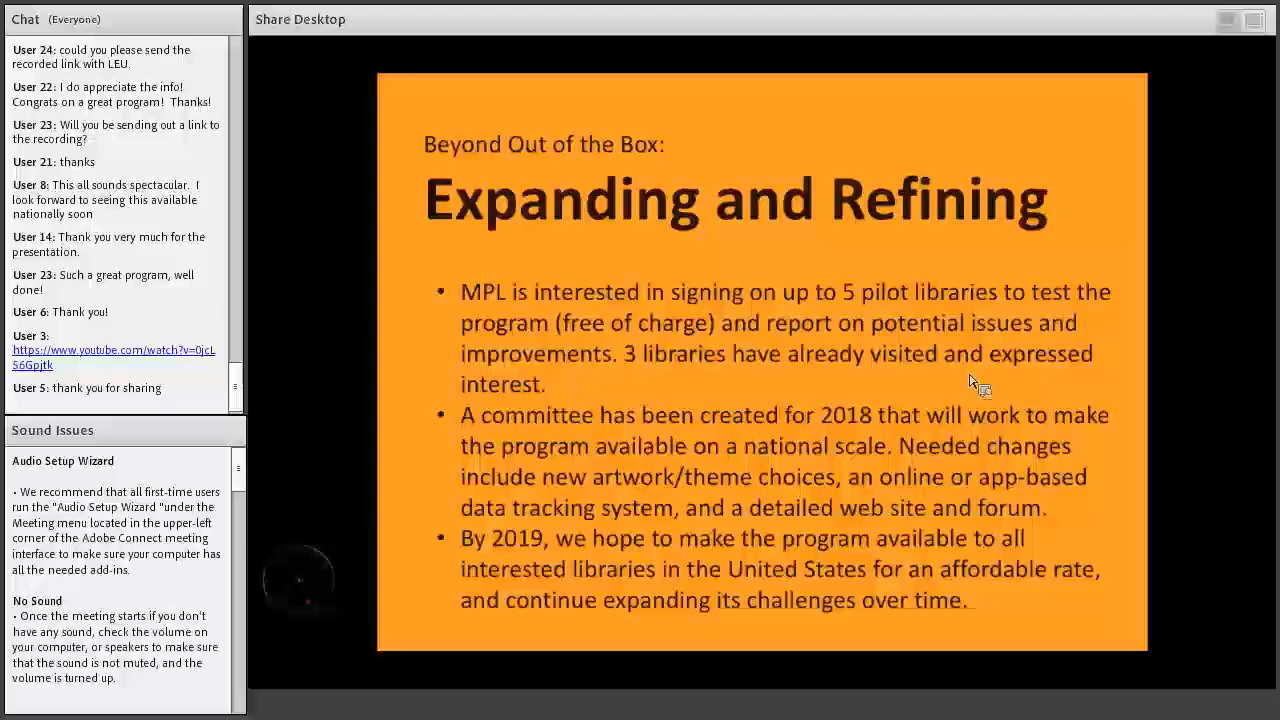 Chat (Everyone)
User 24: could you please send the
recorded link with LEU.
User 22: I do appreciate the info!
Congrats on a great program! Thanks!
User 23: Will you be sending out a link to
the recording?
User 21: thanks
User 8: This all sounds spectacular. I
look forward to seeing this available
nationally soon
User 14: Thank you very much for the
presentation.
User 23: Such a great program, well
done!
User 6: Thank you!
User 3:
https://www.youtube.com/watch?v=0jcL
56Gpjtk
User 5: thank you for sharing
Sound Issues
Audio Setup Wizard
• We recommend that all first-time users
run the "Audio Setup Wizard "under the
Meeting menu located in the upper-left
corner of the Adobe Connect meeting
interface to make sure your computer has
all the needed add-ins.
No Sound
• Once the meeting starts if you don't
have any sound, check the volume on
your computer, or speakers to make sure
that the sound is not muted, and the
volume is turned up.
Share Desktop
Beyond Out of the Box:
Expanding and Refining
• MPL is interested in signing on up to 5 pilot libraries to test the
program (free of charge) and report on potential issues and
improvements. 3 libraries have already visited and expressed
interest.
• A committee has been created for 2018 that will work to make
the program available on a national scale. Needed changes
include new artwork/theme choices, an online or app-based
data tracking system, and a detailed web site and forum.
• By 2019, we hope to make the program available to all
interested libraries in the United States for an affordable rate,
and continue expanding its challenges over time.